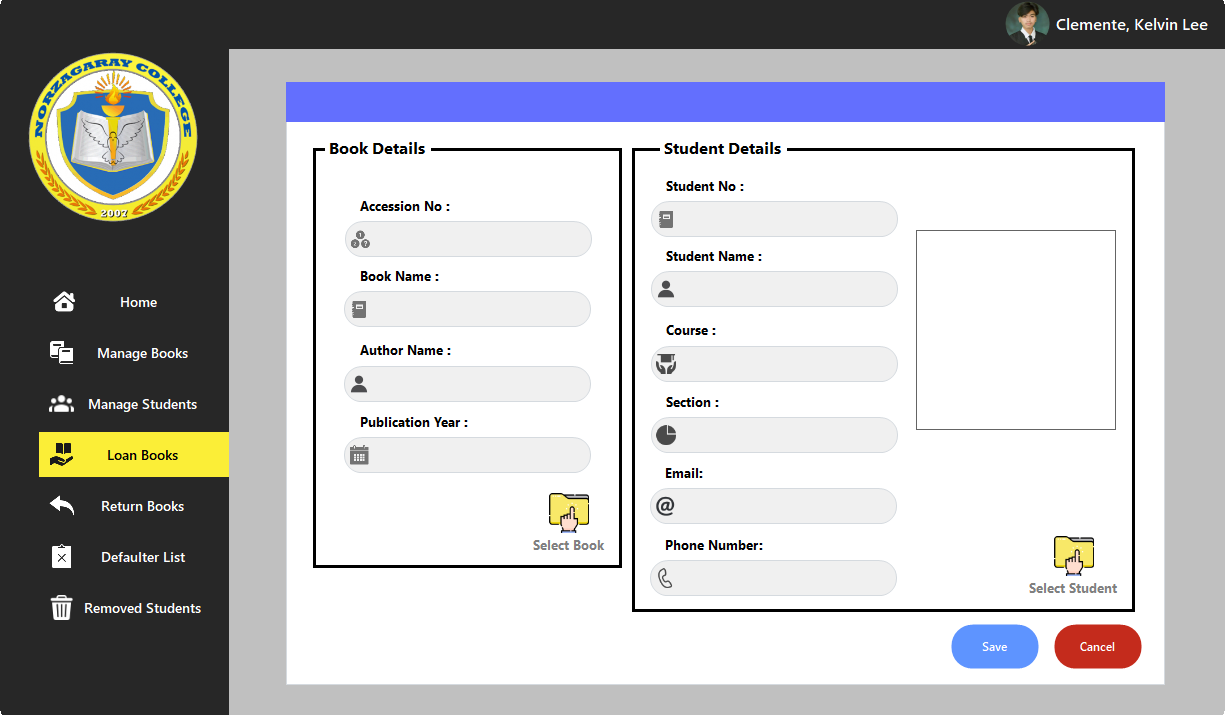 Clemente, Kelvin Lee
NORZAGARAY COLLEGE
2007
Home
Manage Books
Manage Students
Loan Books
Return Books
Defaulter List
Removed Students
Book Details
Accession No :
Book Name :
Author Name :
Publication Year :
Select Book
Student Details
Student No :
Student Name :
Course :
Section :
Email:
Phone Number:
Select Student
Save
Cancel